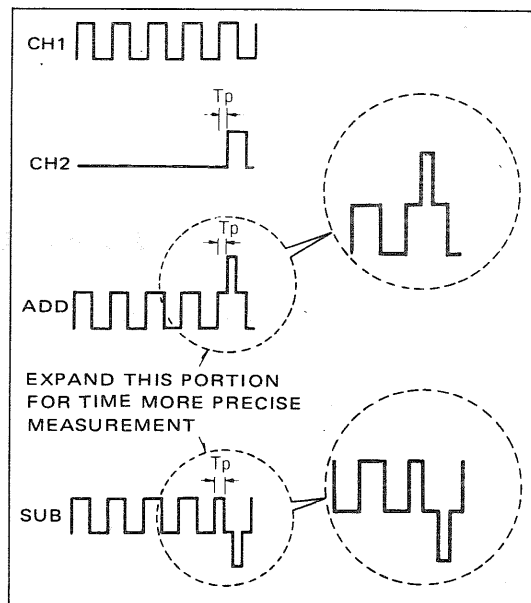 CH1
Tp
CH2
Tp
ADD
EXPAND THIS PORTION
FOR TIME MORE PRECISE
MEASUREMENT
Tp
SUB